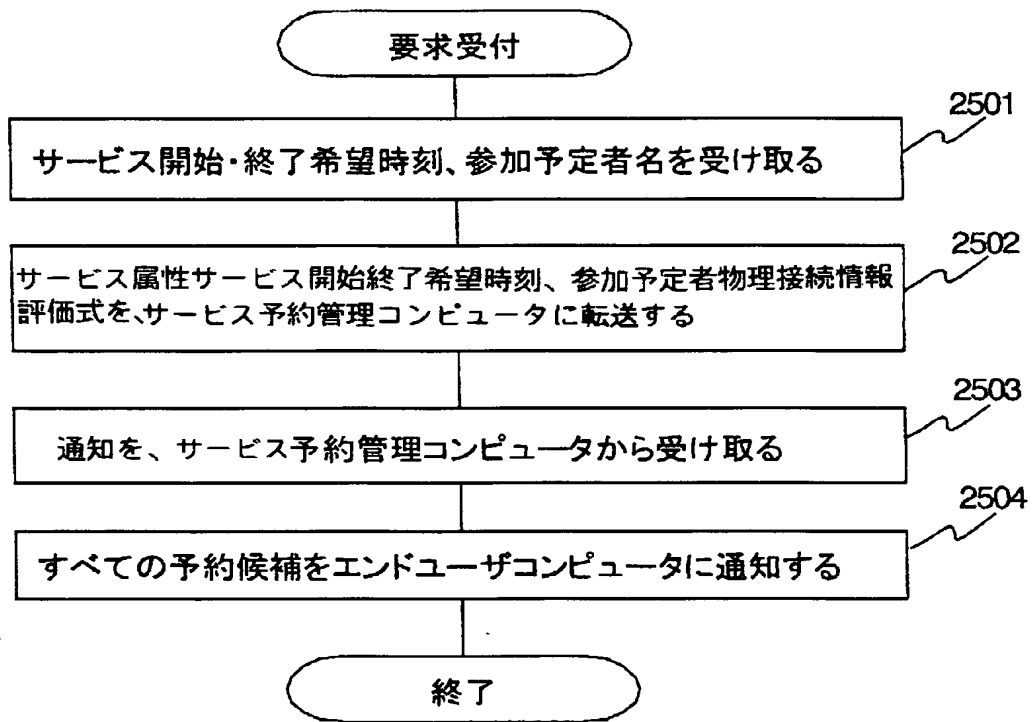 要求受付
2501
サービス開始・終了希望時刻、参加予定者名を受け取る
2502
サービス属性サービス開始終了希望時刻、参加予定者物理接続情報
評価式を、サービス予約管理コンピュータに転送する
2503
通知を、サービス予約管理コンピュータから受け取る
2504
すべての予約候補をエンドユーザコンピュータに通知する
終了